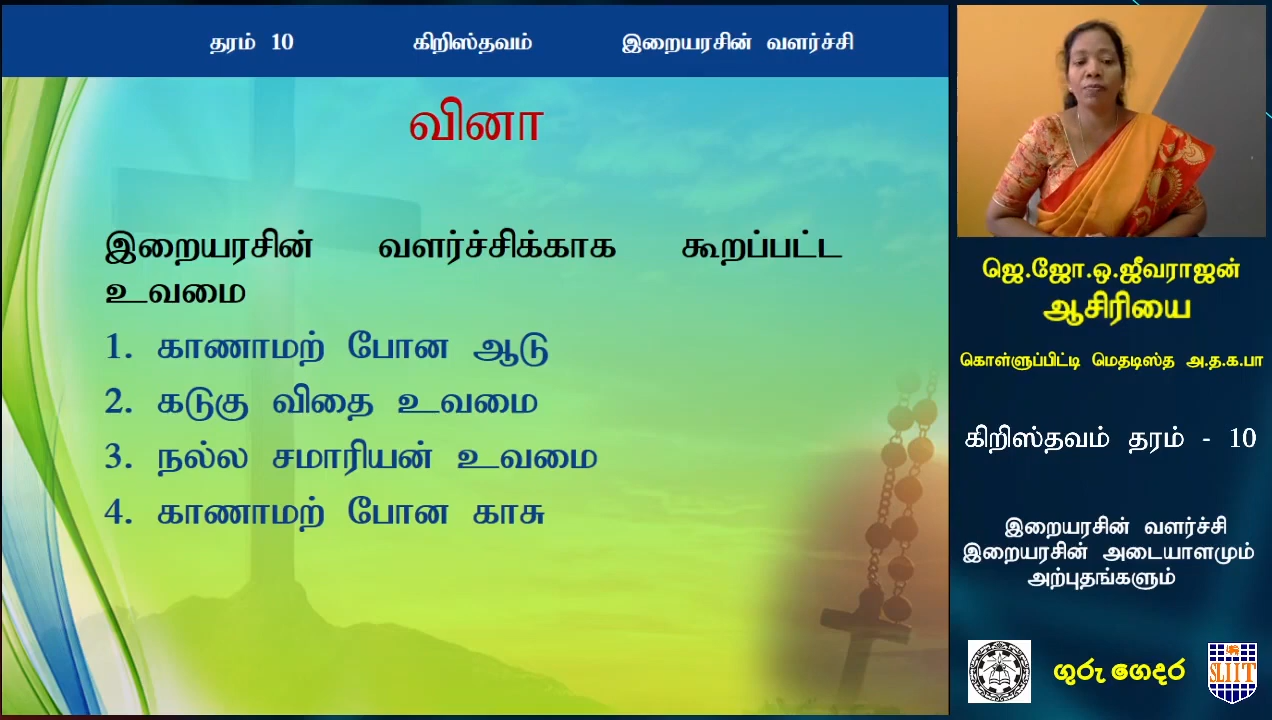 தரம் 10 கிறிஸ்தவம் இறையரசின் வளர்ச்சி
வினா
இறையரசின் வளர்ச்சிக்காக கூறப்பட்ட
உவமை
1. காணாமற் போன ஆடு
2. கடுகு விதை உவமை
3. நல்ல சமாரியன் உவமை
4. காணாமற் போன காசு
ஜெ.ஜோ.ஒ.ஜீவராஜன்
ஆசிரியை
கொள்ளுப்பிட்டி மெதடிஸ்த அ.த.க.பா
கிறிஸ்தவம் தரம் - 10
இறையரசின் வளர்ச்சி
இறையரசின் அடையாளமும்
அற்புதங்களும்
ගුරු ගෙදර
SLIIT